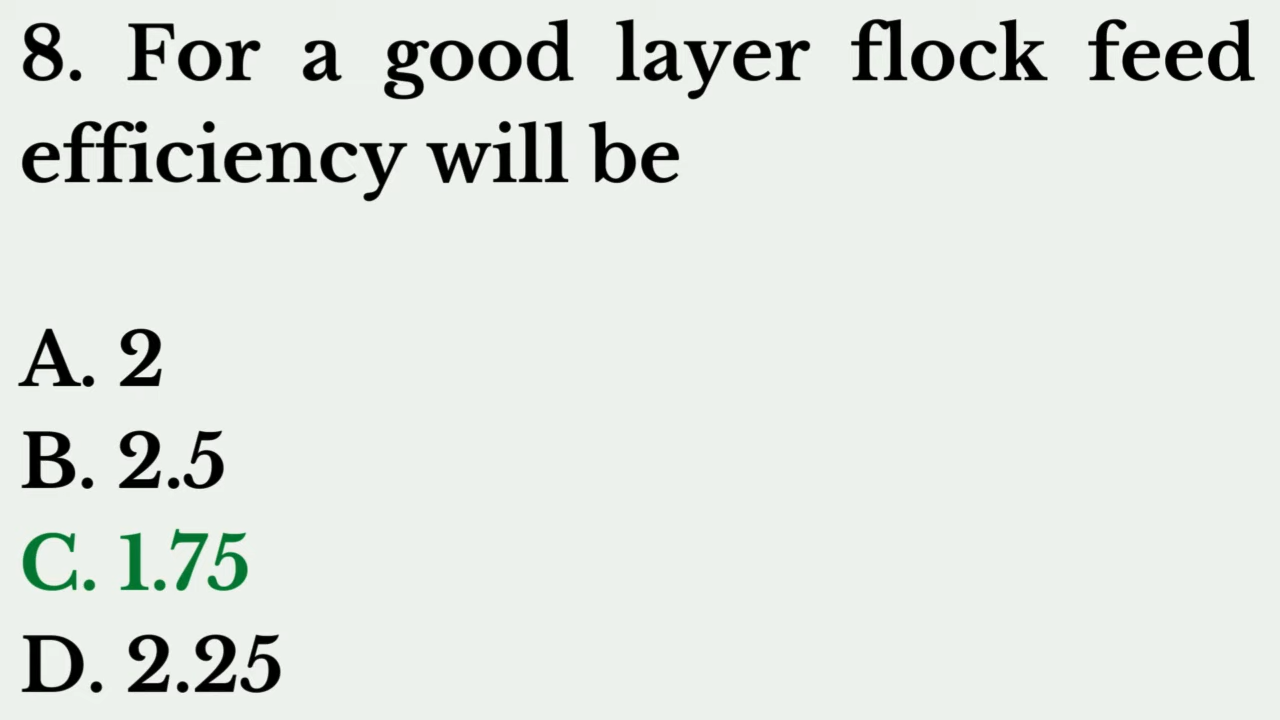 8. For a good layer flock feed
efficiency will be
A. 2
B. 2.5
C. 1.75
D. 2.25